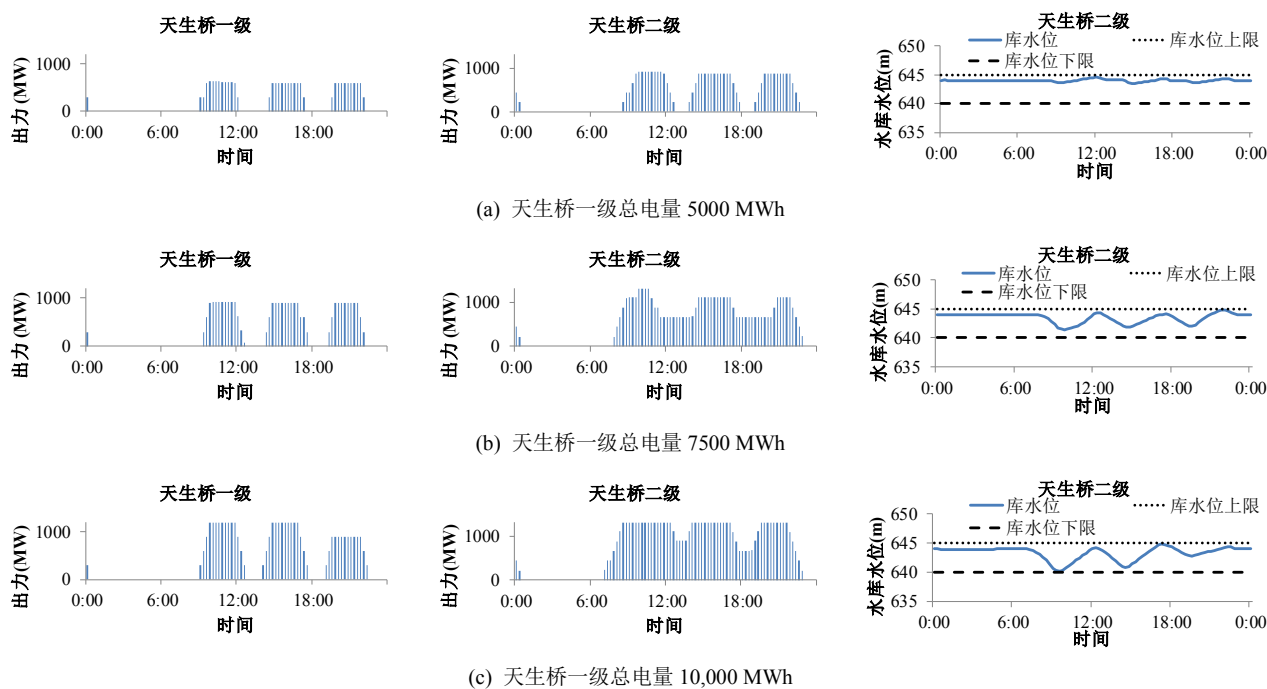 天生桥一级
出力 (MW)
1000
0
0:00 6:00 12:00 18:00
时间
天生桥二级
出力 (MW)
1000
0
0:00 6:00 12:00 18:00
时间
天生桥二级
库水位 库水位上限
库水位下限
水库水位(m)
650
645
640
635
0:00 6:00 12:00 18:00 0:00
时间
(a) 天生桥一级总电量 5000 MWh
天生桥一级
出力 (MW)
1000
0
0:00 6:00 12:00 18:00
时间
天生桥二级
出力 (MW)
1000
0
0:00 6:00 12:00 18:00
时间
天生桥二级
库水位 库水位上限
库水位下限
水库水位(m)
650
645
640
635
0:00 6:00 12:00 18:00 0:00
时间
(b) 天生桥一级总电量 7500 MWh
天生桥一级
出力 (MW)
1000
0
0:00 6:00 12:00 18:00
时间
天生桥二级
出力 (MW)
1000
0
0:00 6:00 12:00 18:00
时间
天生桥二级
库水位 库水位上限
库水位下限
水库水位(m)
650
645
640
635
0:00 6:00 12:00 18:00 0:00
时间
(c) 天生桥一级总电量 10,000 MWh